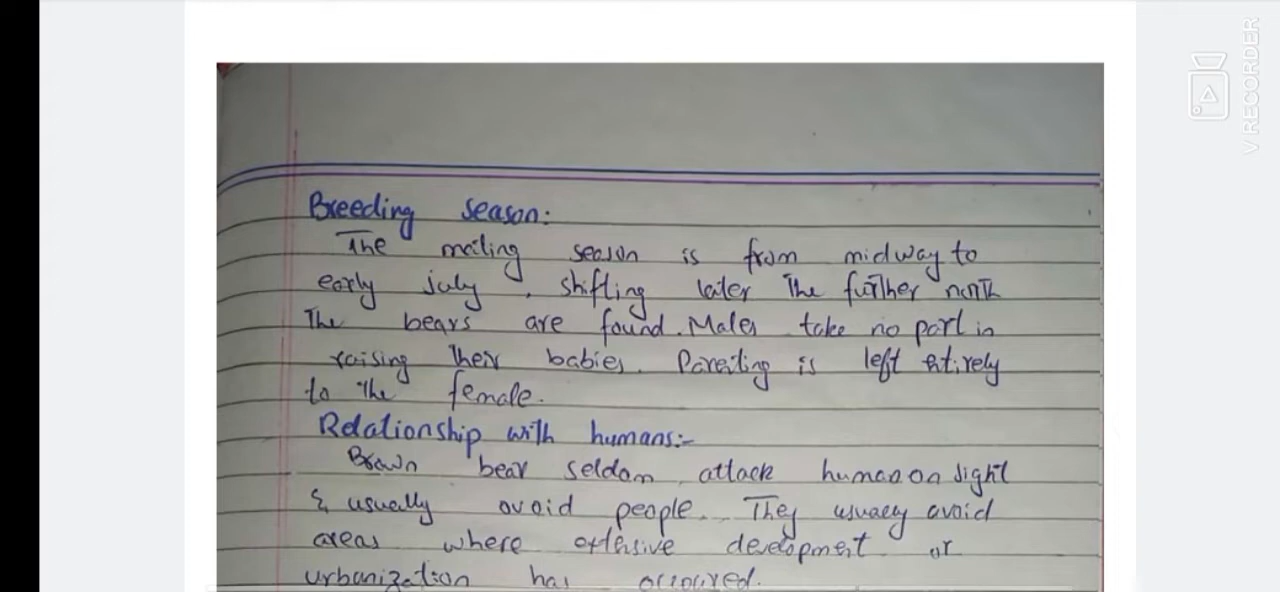 Breeding season:
The mating season is from midway to
early july, shifting later the further north
The bears are found. Males take no part in
raising their babies. Pareiting is left entirely
to the female.
Relationship with humans:-
Brown bear seldom attack human on sight
& usually avoid people. They usually avoid
areas where extensive development or
urbanization has occured.
V RECORDER